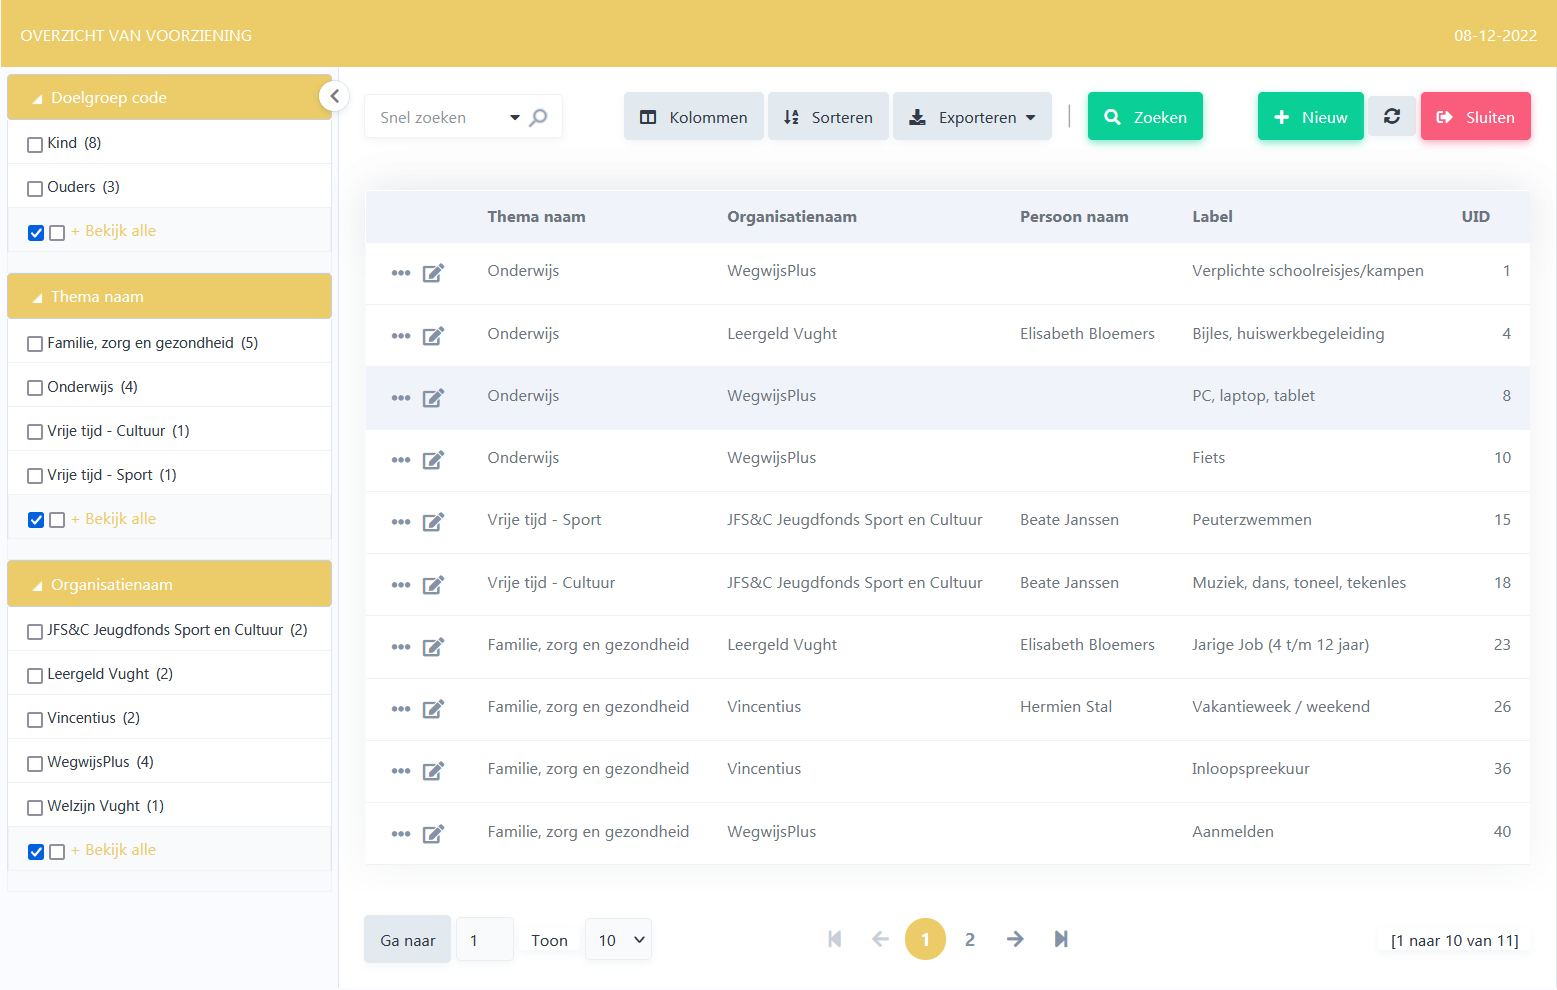 OVERZICHT VAN VOORZIENING 08-12-2022
Doelgroep code
Kind (8)
Ouders (3)
+ Bekijk alle
Thema naam
Familie, zorg en gezondheid (5)
Onderwijs (4)
Vrije tijd - Cultuur (1)
Vrije tijd - Sport (1)
+ Bekijk alle
Organisatienaam
JFS&C Jeugdfonds Sport en Cultuur (2)
Leergeld Vught (2)
Vincentius (2)
WegwijsPlus (4)
Welzijn Vught (1)
+ Bekijk alle
Snel zoeken Kolommen Sorteren Exporteren Zoeken Nieuw Sluiten
Thema naam Organisatienaam Persoon naam Label UID
Onderwijs WegwijsPlus Verplichte schoolreisjes/kampen 1
Onderwijs Leergeld Vught Elisabeth Bloemers Bijles, huiswerkbegeleiding 4
Onderwijs WegwijsPlus PC, laptop, tablet 8
Onderwijs WegwijsPlus Fiets 10
Vrije tijd - Sport JFS&C Jeugdfonds Sport en Cultuur Beate Janssen Peuterzwemmen 15
Vrije tijd - Cultuur JFS&C Jeugdfonds Sport en Cultuur Beate Janssen Muziek, dans, toneel, tekenles 18
Familie, zorg en gezondheid Leergeld Vught Elisabeth Bloemers Jarige Job (4 t/m 12 jaar) 23
Familie, zorg en gezondheid Vincentius Hermien Stal Vakantieweek / weekend 26
Familie, zorg en gezondheid Vincentius Inloopspreekuur 36
Familie, zorg en gezondheid WegwijsPlus Aanmelden 40
Ga naar 1 Toon 10 1 2 [1 naar 10 van 11]